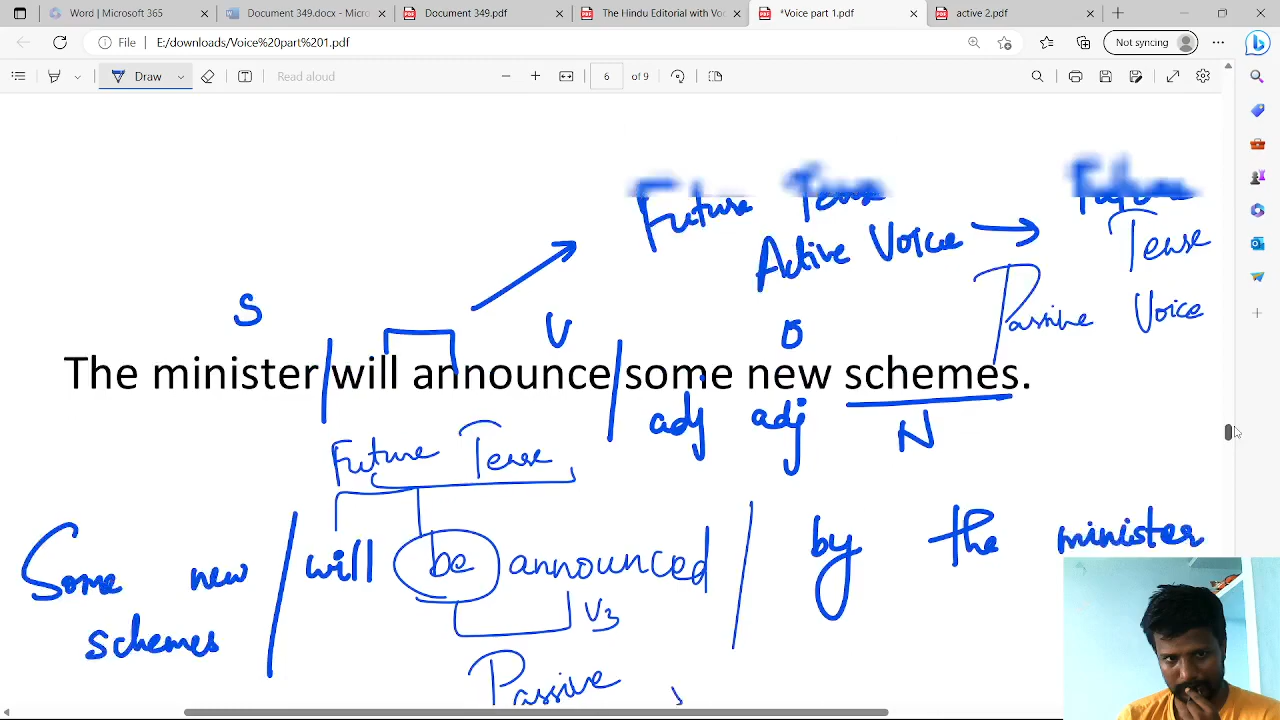 Word | Microsoft 365
Document 349.docx - Micros
Document 349.pdf
The Hindu Editorial with Voc
*Voice part 1.pdf
active 2.pdf
File
E:/downloads/Voice%20part%201.pdf
Not syncing
Draw
Read aloud
6 of 9
Future Tense Future
Active Voice → Tense
Passive Voice
S V O
The minister will announce some new schemes.
adj adj N
Future Tense
Some new schemes will be announced by the minister
V3
Passive